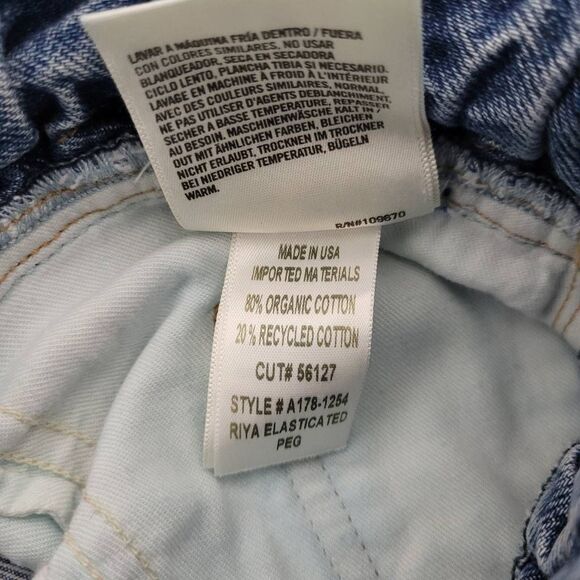 LAVAR A MÁQUINA FRÍA DENTRO / FUERA
CON COLORES SIMILARES, NO USAR
BLANQUEADOR, SECA EN SECADORA
CICLO LENTO, PLANCHA TIBIA SI NECESARIO.
LAVAGE EN MACHINE À FROID À L'INTÉRIEUR
AVEC DES COULEURS SIMILAIRES, NORMAL,
NE PAS UTILISER D'AGENTS DEBLANCHIMENT,
SECHER A BASSE TEMPERATURE, REPASSER
AU BESOIN. MASCHINENWÄSCHE KALT
OUT MIT ÄHNLICHEN FARBEN, BLEICHEN
NICHT ERLAUBT, TROCKNEN IM TROCKNER
BEI NIEDRIGER TEMPERATUR, BÜGELN
WARM.
R/N#109670
MADE IN USA
IMPORTED MATERIALS
80% ORGANIC COTTON
20% RECYCLED COTTON
CUT# 56127
STYLE # A178-1254
RIYA ELASTICATED
PEG